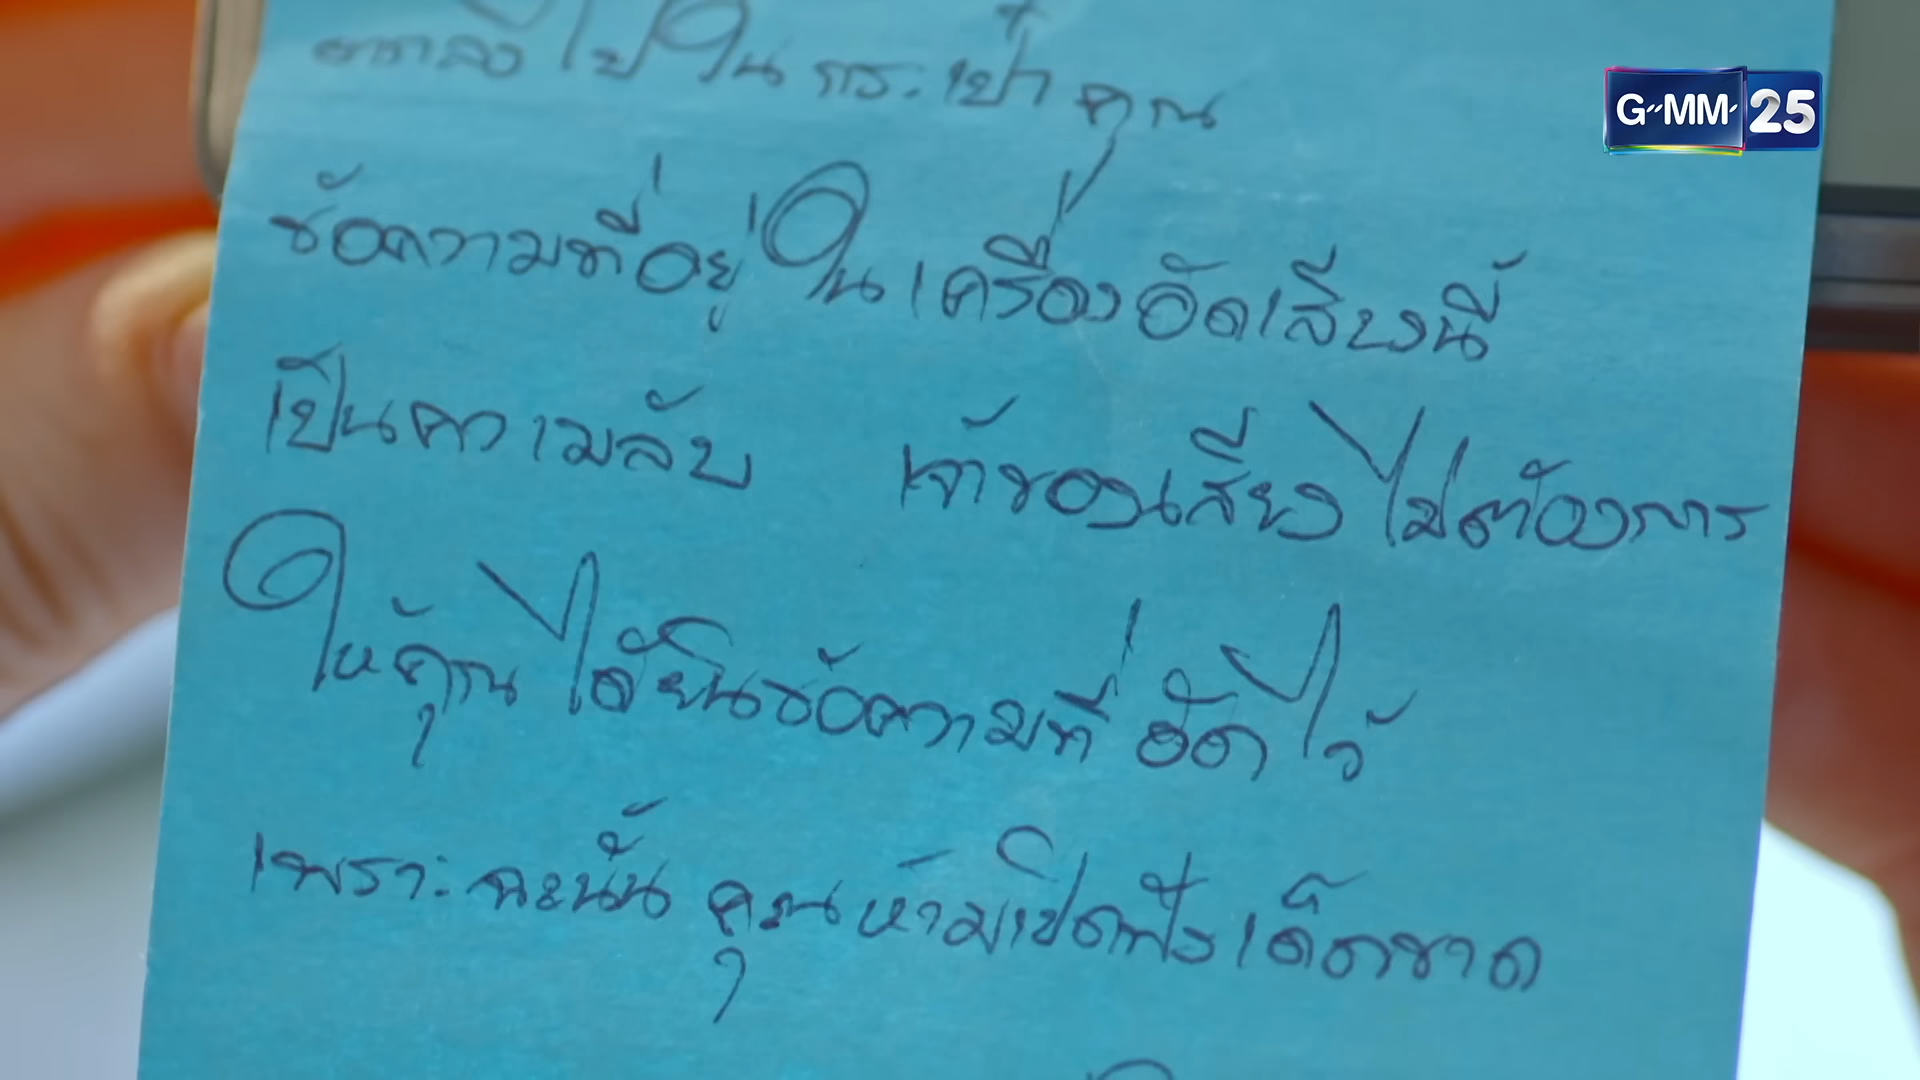 ตกลงไปในกระเป๋าคุณ
G"MM' 25
ข้อความที่อยู่ในเครื่องอัดเสียงนี้
เป็นความลับ เจ้าของเสียงไม่ต้องการ
ให้คุณได้ยินข้อความที่อัดไว้
เพราะฉะนั้น คุณห้ามเปิดฟังเด็ดขาด